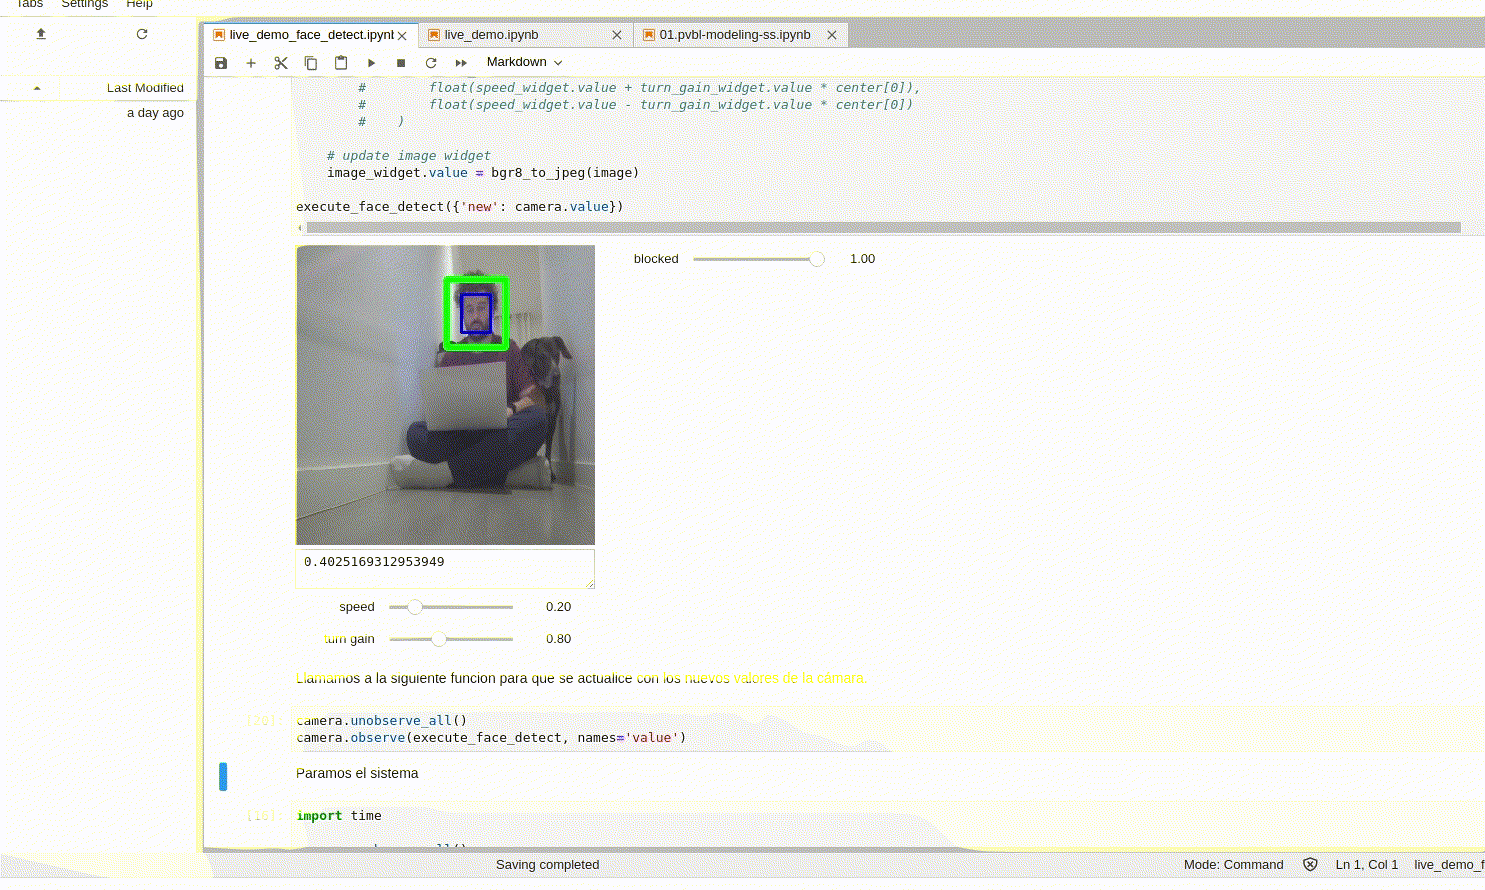 Tabs Settings Help
live_demo_face_detect.ipynb
live_demo.ipynb
01.pvbl-modeling-ss.ipynb
Markdown
Last Modified
a day ago
# float(speed_widget.value + turn_gain_widget.value * center[0]),
# float(speed_widget.value - turn_gain_widget.value * center[0])
# )
# update image widget
image_widget.value = bgr8_to_jpeg(image)
execute_face_detect({'new': camera.value})
blocked 1.00
0.4025169312953949
speed 0.20
turn gain 0.80
Llamamos a la siguiente funcion para que se actualice con los nuevos valores de la cámara.
camera.unobserve_all()
camera.observe(execute_face_detect, names='value')
Paramos el sistema
import time
Saving completed
Mode: Command
Ln 1, Col 1
live_demo_f